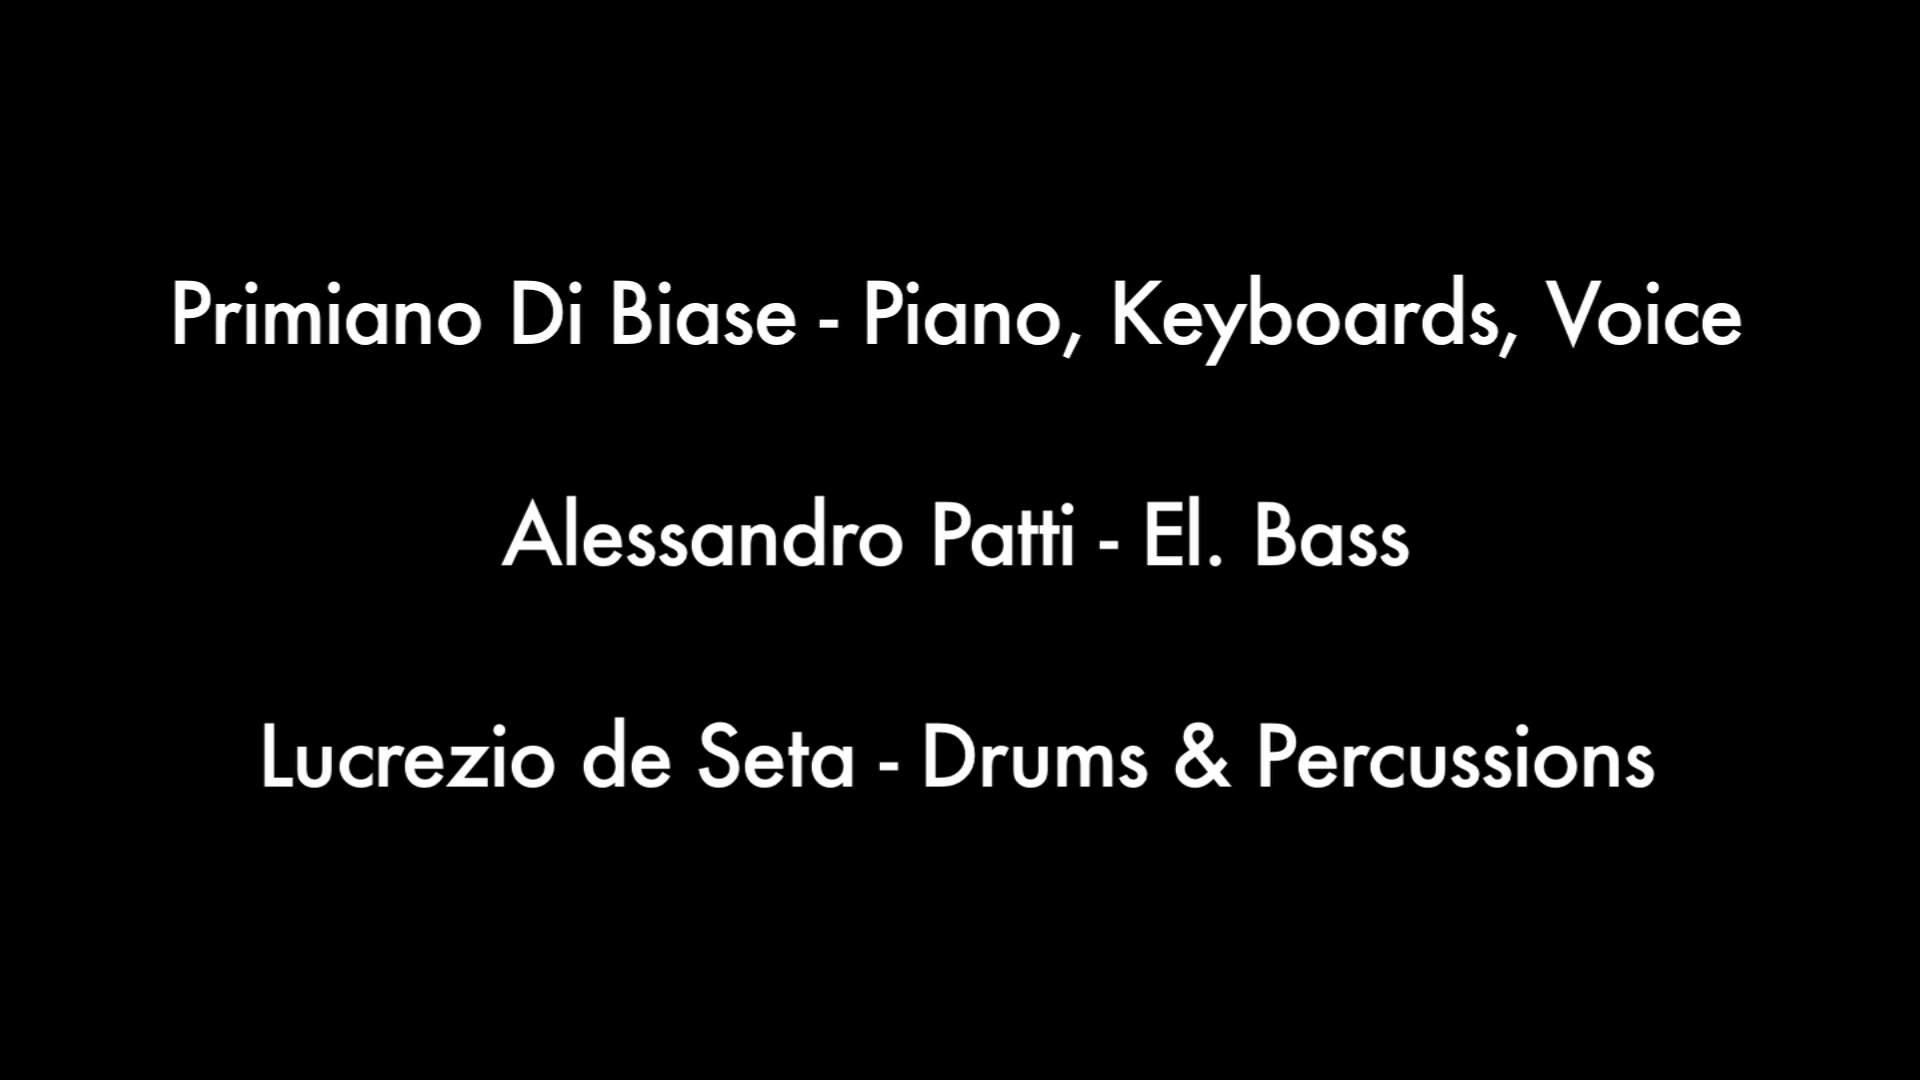 Primiano Di Biase - Piano, Keyboards, Voice
Alessandro Patti - El. Bass
Lucrezio de Seta - Drums & Percussions